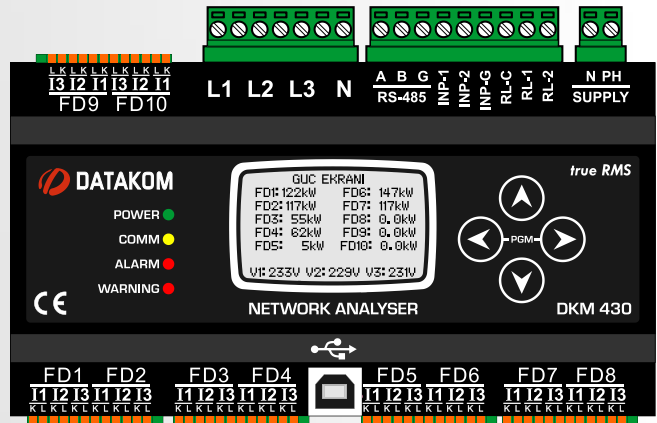 L K L K L K L K L K L K
I3 I2 I1 I3 I2 I1
FD9 FD10
L1 L2 L3 N
A B G
RS-485
INP-1
INP-2
INP-G
RL-C
RL-1
RL-2
N PH
SUPPLY
DATAKOM
true RMS
POWER
COMM
ALARM
WARNING
CE
GUC EKRANI
FD1: 122kW FD6: 147kW
FD2: 117kW FD7: 117kW
FD3: 55kW FD8: 0.0kW
FD4: 62kW FD9: 0.0kW
FD5: 5kW FD10: 0.0kW
V1: 233V V2: 229V V3: 231V
PGM
NETWORK ANALYSER
DKM 430
FD1 FD2 FD3 FD4 FD5 FD6 FD7 FD8
I1 I2 I3 I1 I2 I3 I1 I2 I3 I1 I2 I3 I1 I2 I3 I1 I2 I3 I1 I2 I3 I1 I2 I3
K L K L K L K L K L K L K L K L K L K L K L K L K L K L K L K L K L K L K L K L K L K L K L K L